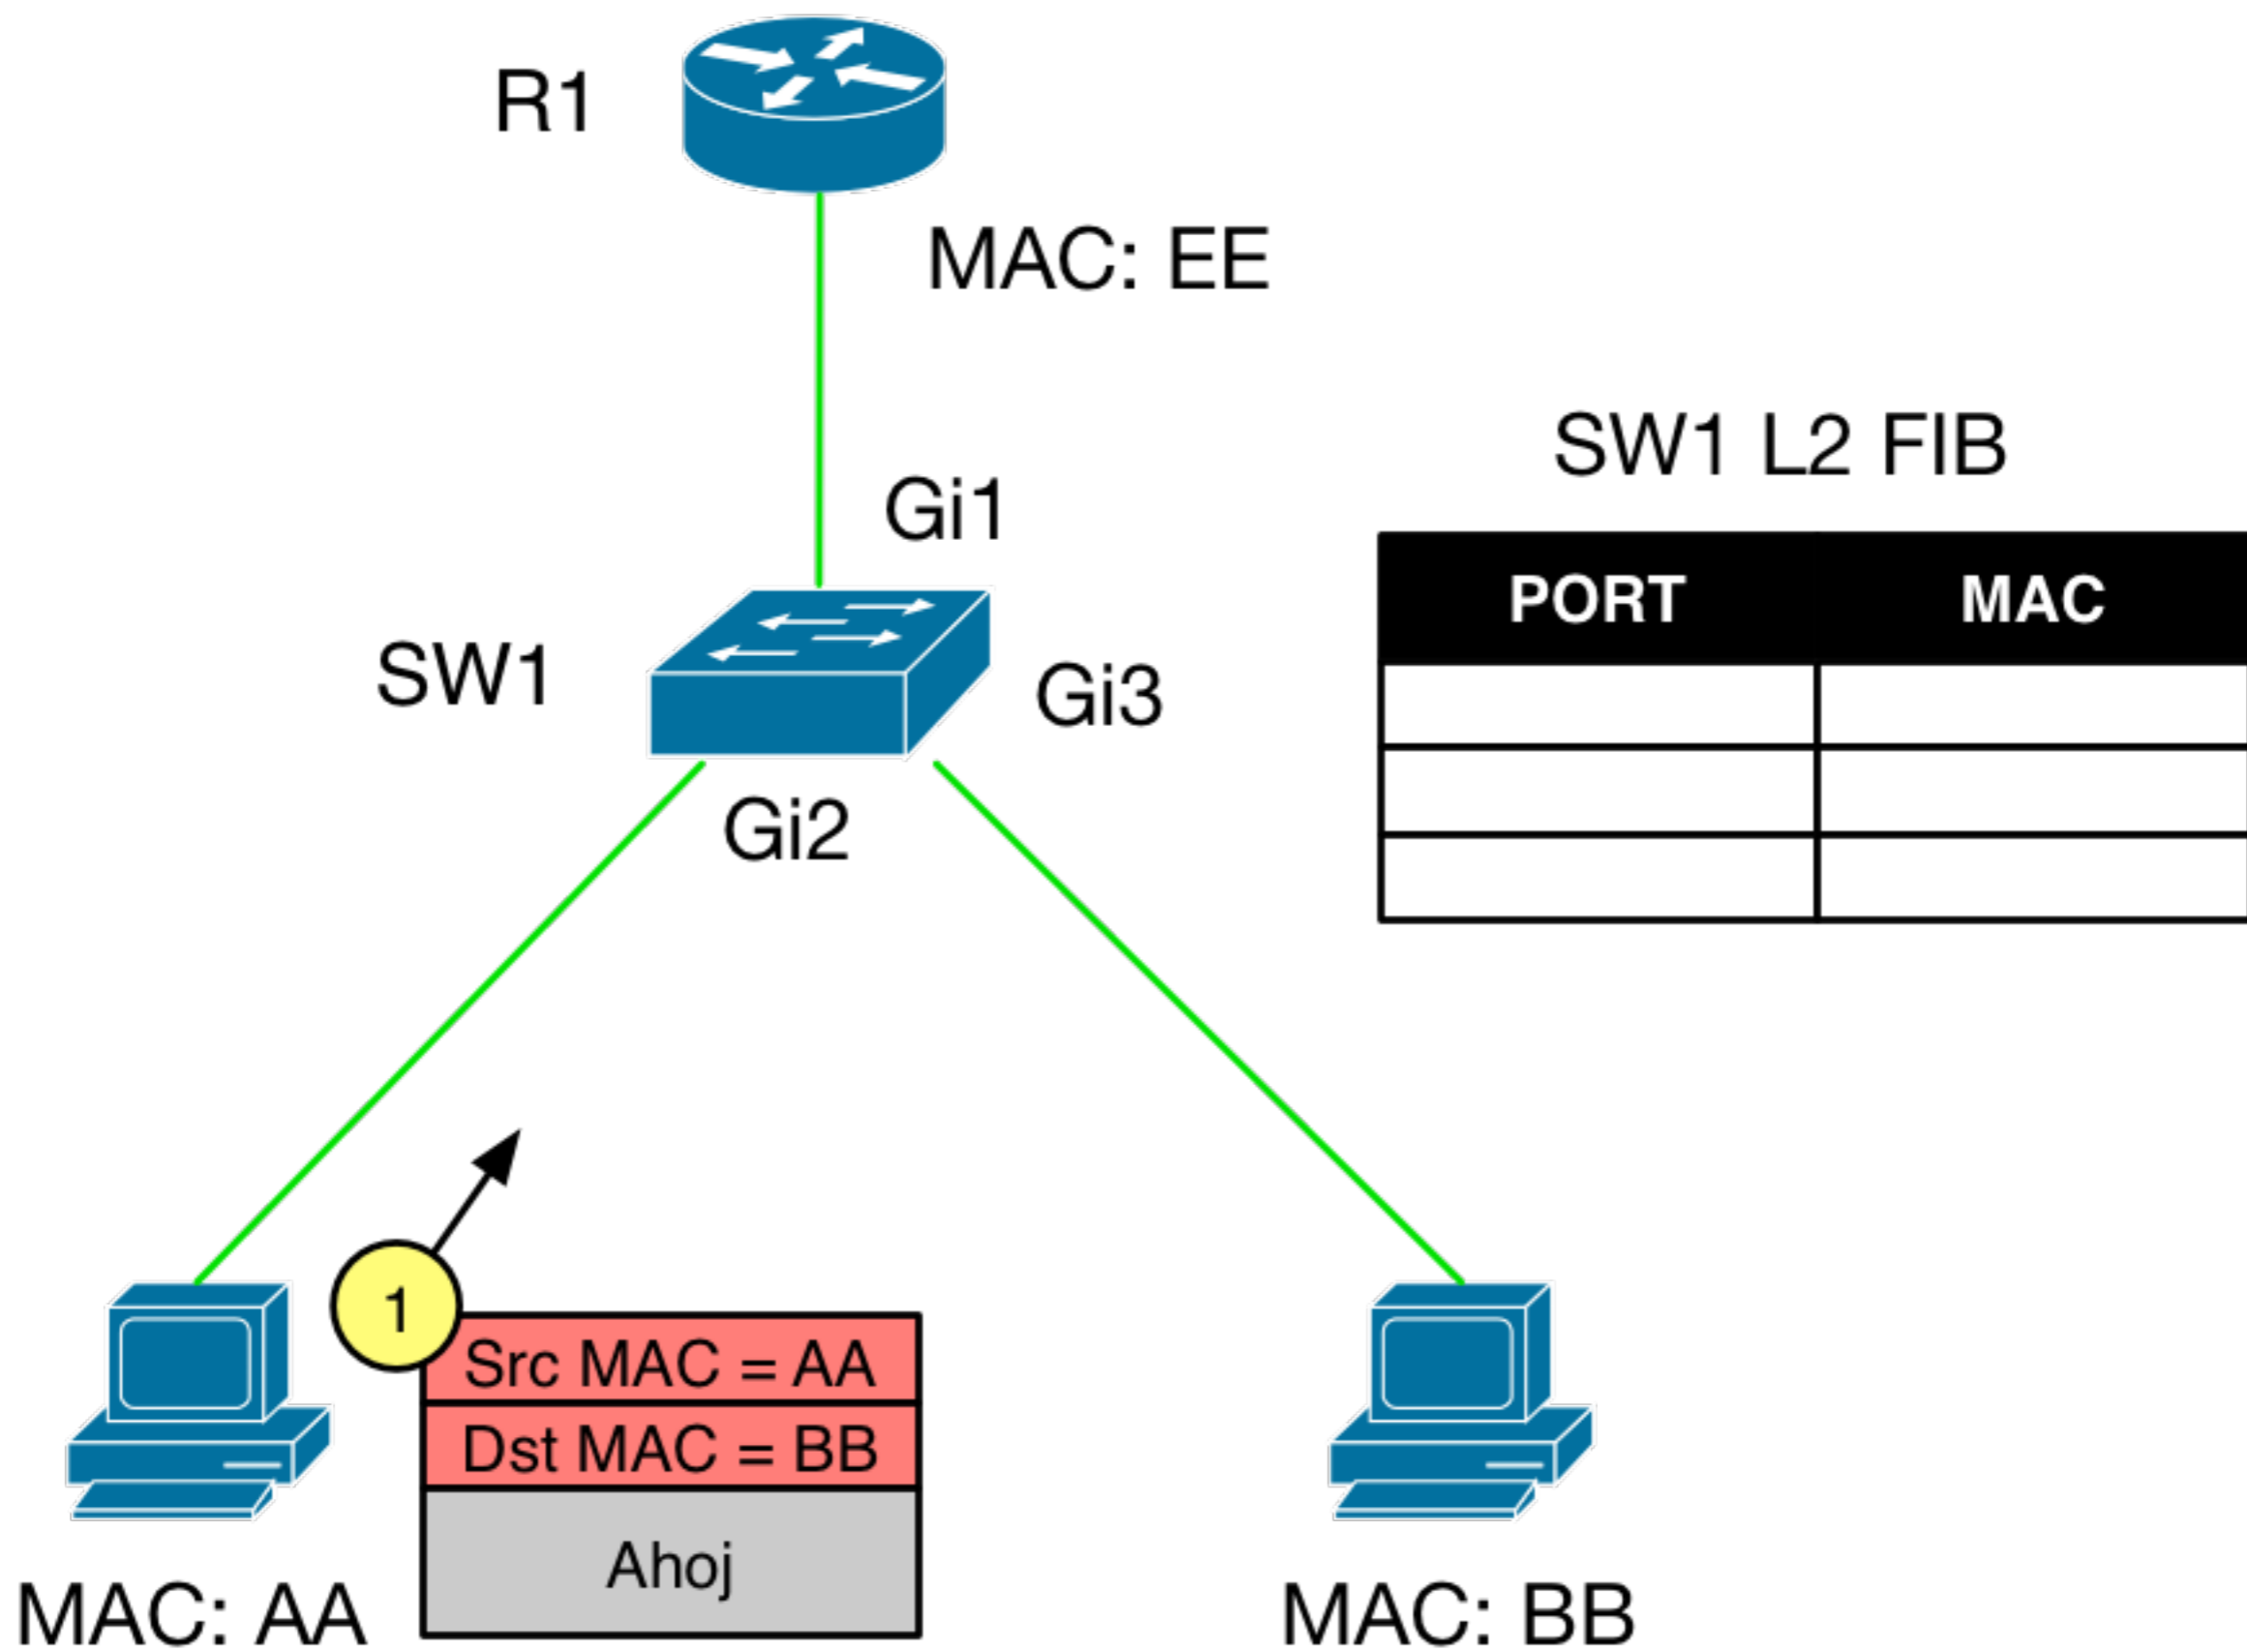 R1
MAC: EE
SW1 L2 FIB
Gi1
PORT MAC
SW1
Gi3
Gi2
1
Src MAC = AA
Dst MAC = BB
Ahoj
MAC: AA
MAC: BB